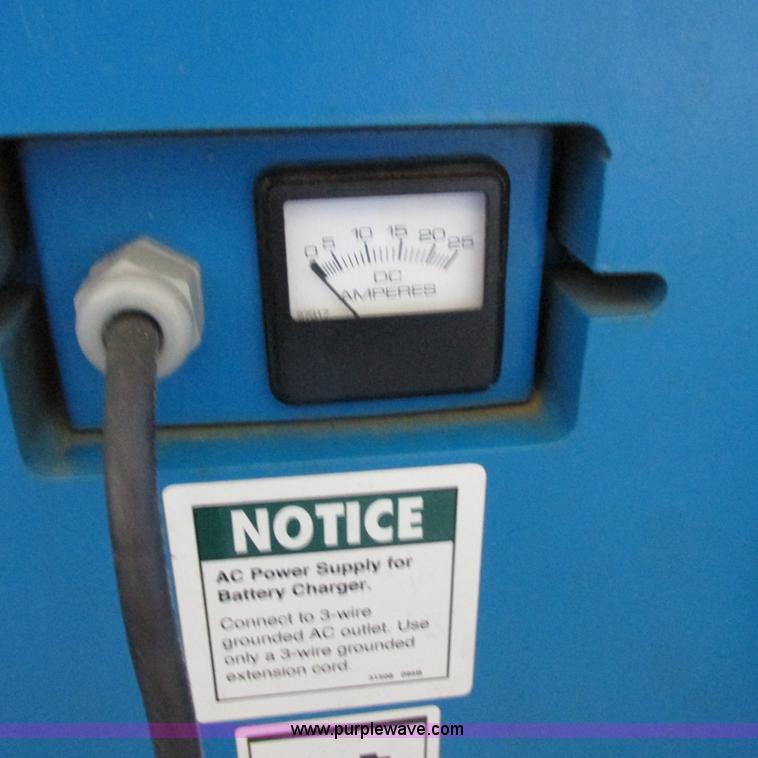 0 5 10 15 20 25
DC
AMPERES
NOTICE
AC Power Supply for
Battery Charger.
Connect to 3-wire
grounded AC outlet. Use
only a 3-wire grounded
extension cord.
www.purplewave.com